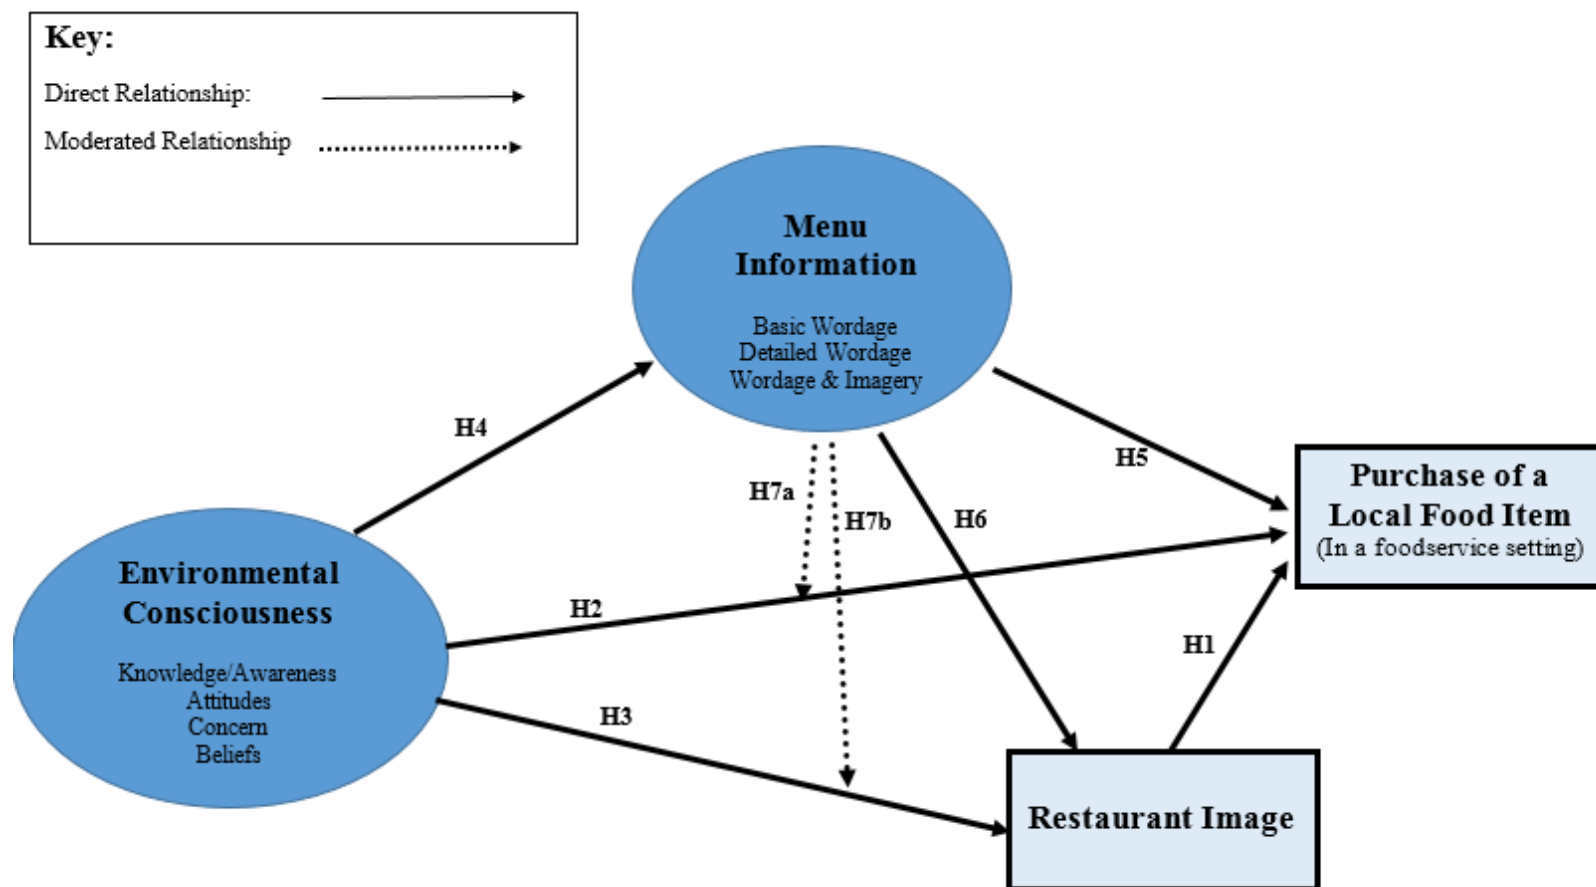 Key:
Direct Relationship:
Moderated Relationship
Menu
Information
Basic Wordage
Detailed Wordage
Wordage & Imagery
H4
H5
H7a
H7b
H6
Purchase of a
Local Food Item
(In a foodservice setting)
Environmental
Consciousness
Knowledge/Awareness
Attitudes
Concern
Beliefs
H2
H1
H3
Restaurant Image